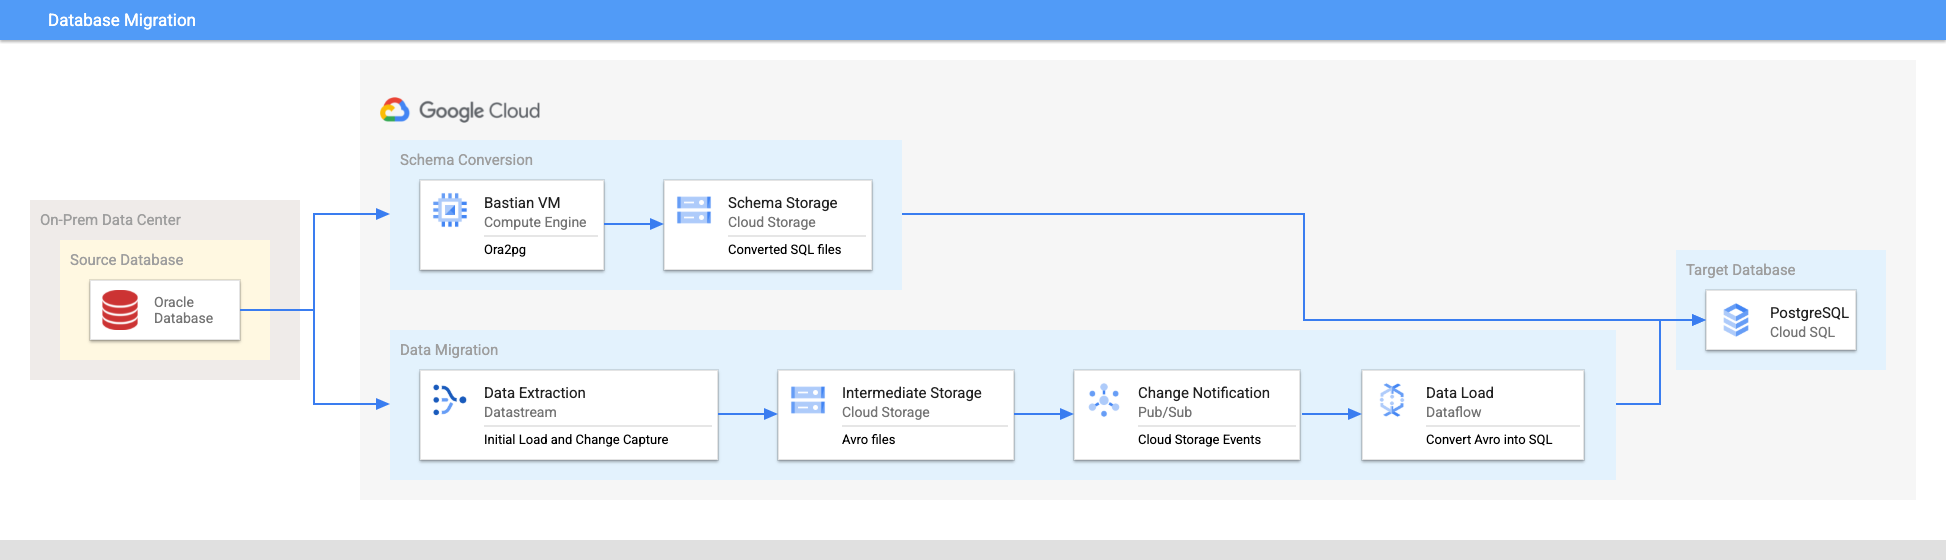 Database Migration
Google Cloud
Schema Conversion
Bastian VM
Compute Engine
Ora2pg
Schema Storage
Cloud Storage
Converted SQL files
On-Prem Data Center
Source Database
Oracle
Database
Target Database
PostgreSQL
Cloud SQL
Data Migration
Data Extraction
Datastream
Initial Load and Change Capture
Intermediate Storage
Cloud Storage
Avro files
Change Notification
Pub/Sub
Cloud Storage Events
Data Load
Dataflow
Convert Avro into SQL